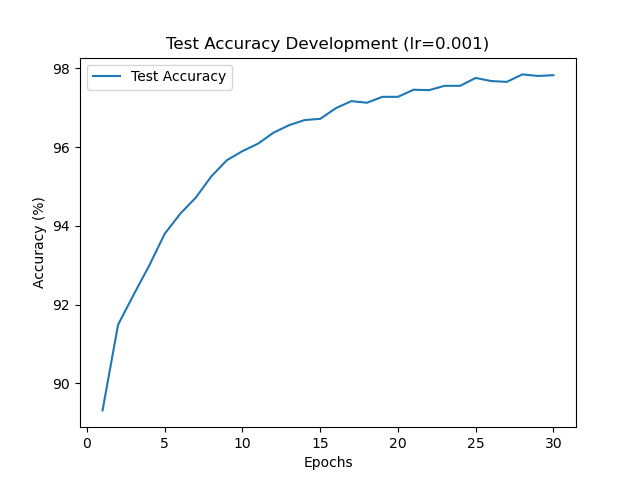 Test Accuracy Development (lr=0.001)
Test Accuracy
98
96
94
92
90
Accuracy (%)
0 5 10 15 20 25 30
Epochs